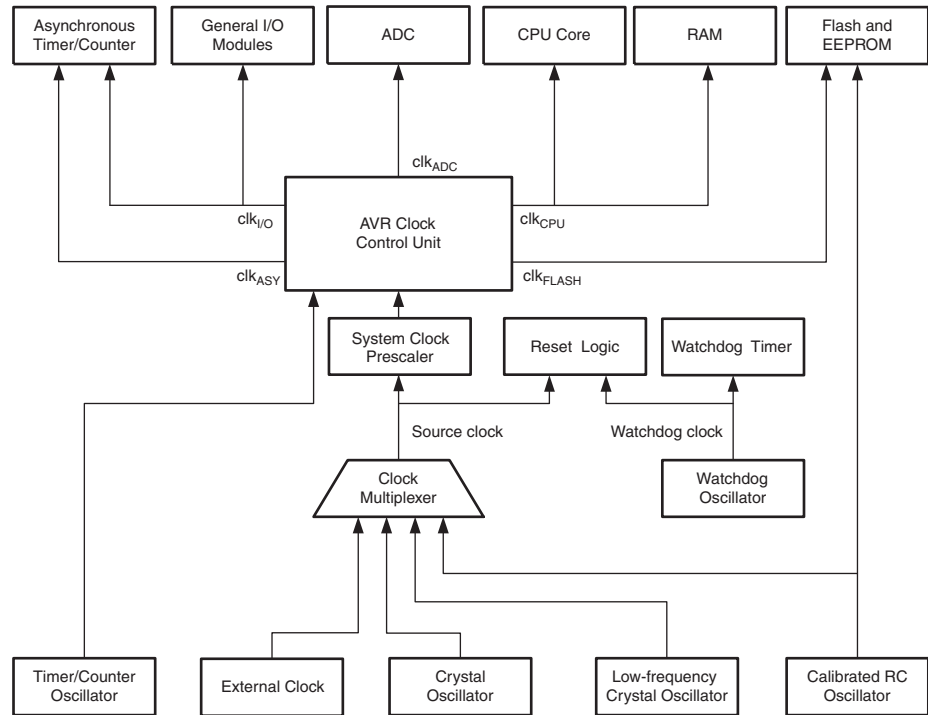 Asynchronous
Timer/Counter
General I/O
Modules
ADC
CPU Core
RAM
Flash and
EEPROM
clkADC
clkI/O
AVR Clock
Control Unit
clkCPU
clkASY
clkFLASH
System Clock
Prescaler
Reset Logic
Watchdog Timer
Source clock
Watchdog clock
Clock
Multiplexer
Watchdog
Oscillator
Timer/Counter
Oscillator
External Clock
Crystal
Oscillator
Low-frequency
Crystal Oscillator
Calibrated RC
Oscillator